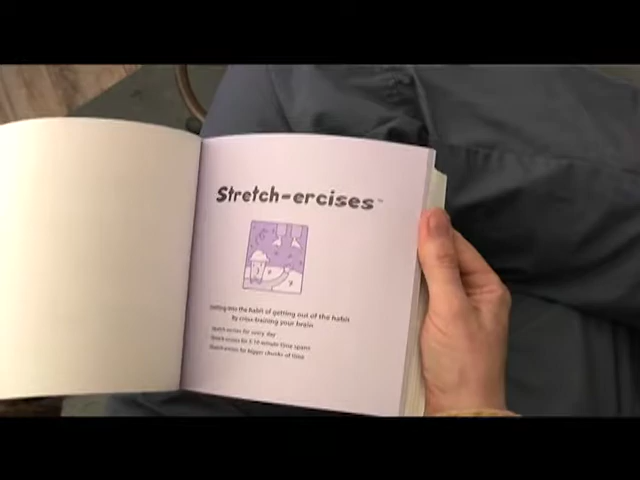 Stretch-ercises™
Getting into the habit of getting out of the habit
By cross-training your brain
Stretch-ercises for every day
Stretch-ercises for 5-10 minute time spans
Stretch-ercises for bigger chunks of time